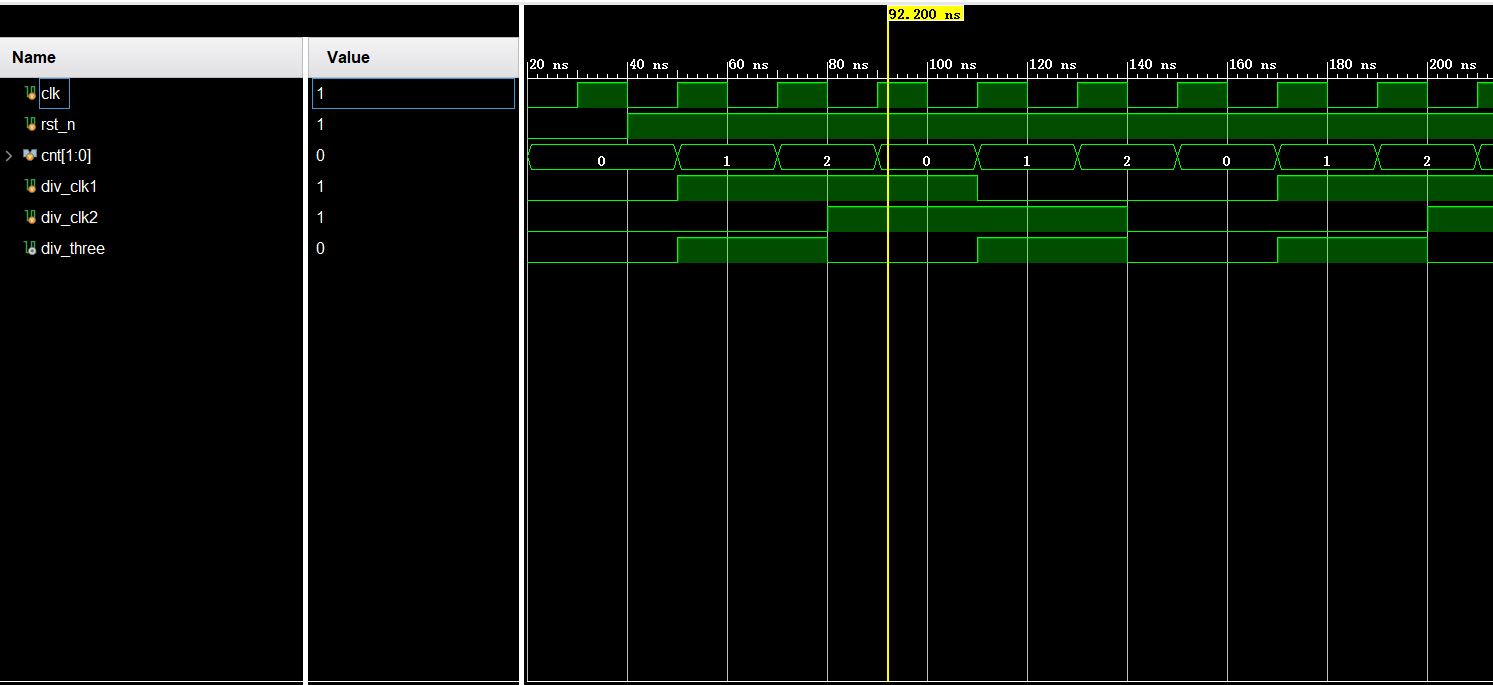 92.200 ns
Name Value
20 ns 40 ns 60 ns 80 ns 100 ns 120 ns 140 ns 160 ns 180 ns 200 ns
clk 1
rst_n 1
cnt[1:0] 0 0 1 2 0 1 2 0 1 2
div_clk1 1
div_clk2 1
div_three 0